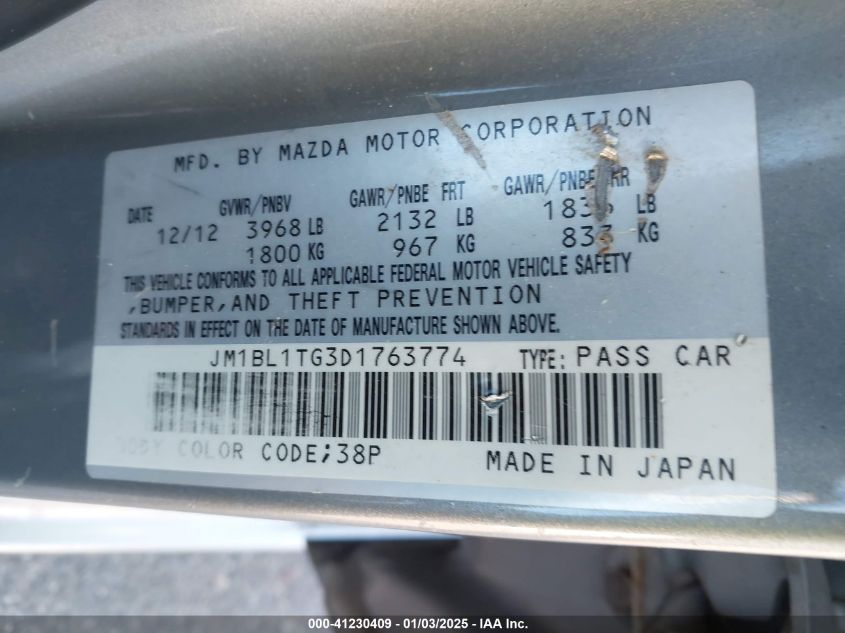 MFD. BY MAZDA MOTOR CORPORATION
DATE GVWR/PNBV GAWR/PNBE FRT GAWR/PNBE RR
12/12 3968 LB 2132 LB LB
1800 KG 967 KG KG
THIS VEHICLE CONFORMS TO ALL APPLICABLE FEDERAL MOTOR VEHICLE SAFETY
,BUMPER,AND THEFT PREVENTION
STANDARDS IN EFFECT ON THE DATE OF MANUFACTURE SHOWN ABOVE.
JM1BL1TG3D1763774 TYPE: PASS CAR
BODY COLOR CODE;38P MADE IN JAPAN
000-41230409 - 01/03/2025 - IAA Inc.